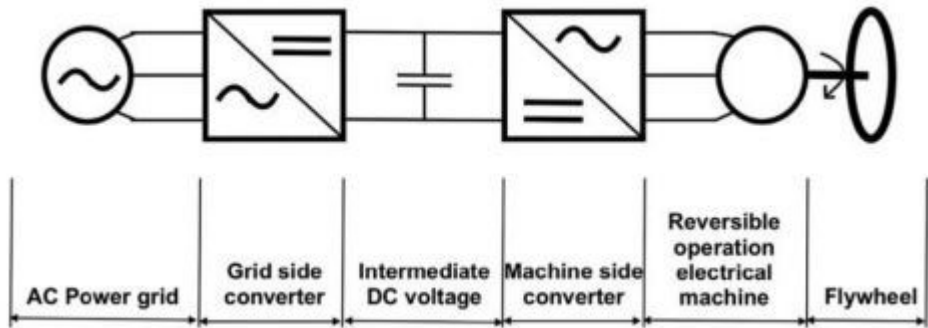 AC Power grid
Grid side
converter
Intermediate
DC voltage
Machine side
converter
Reversible
operation
electrical
machine
Flywheel